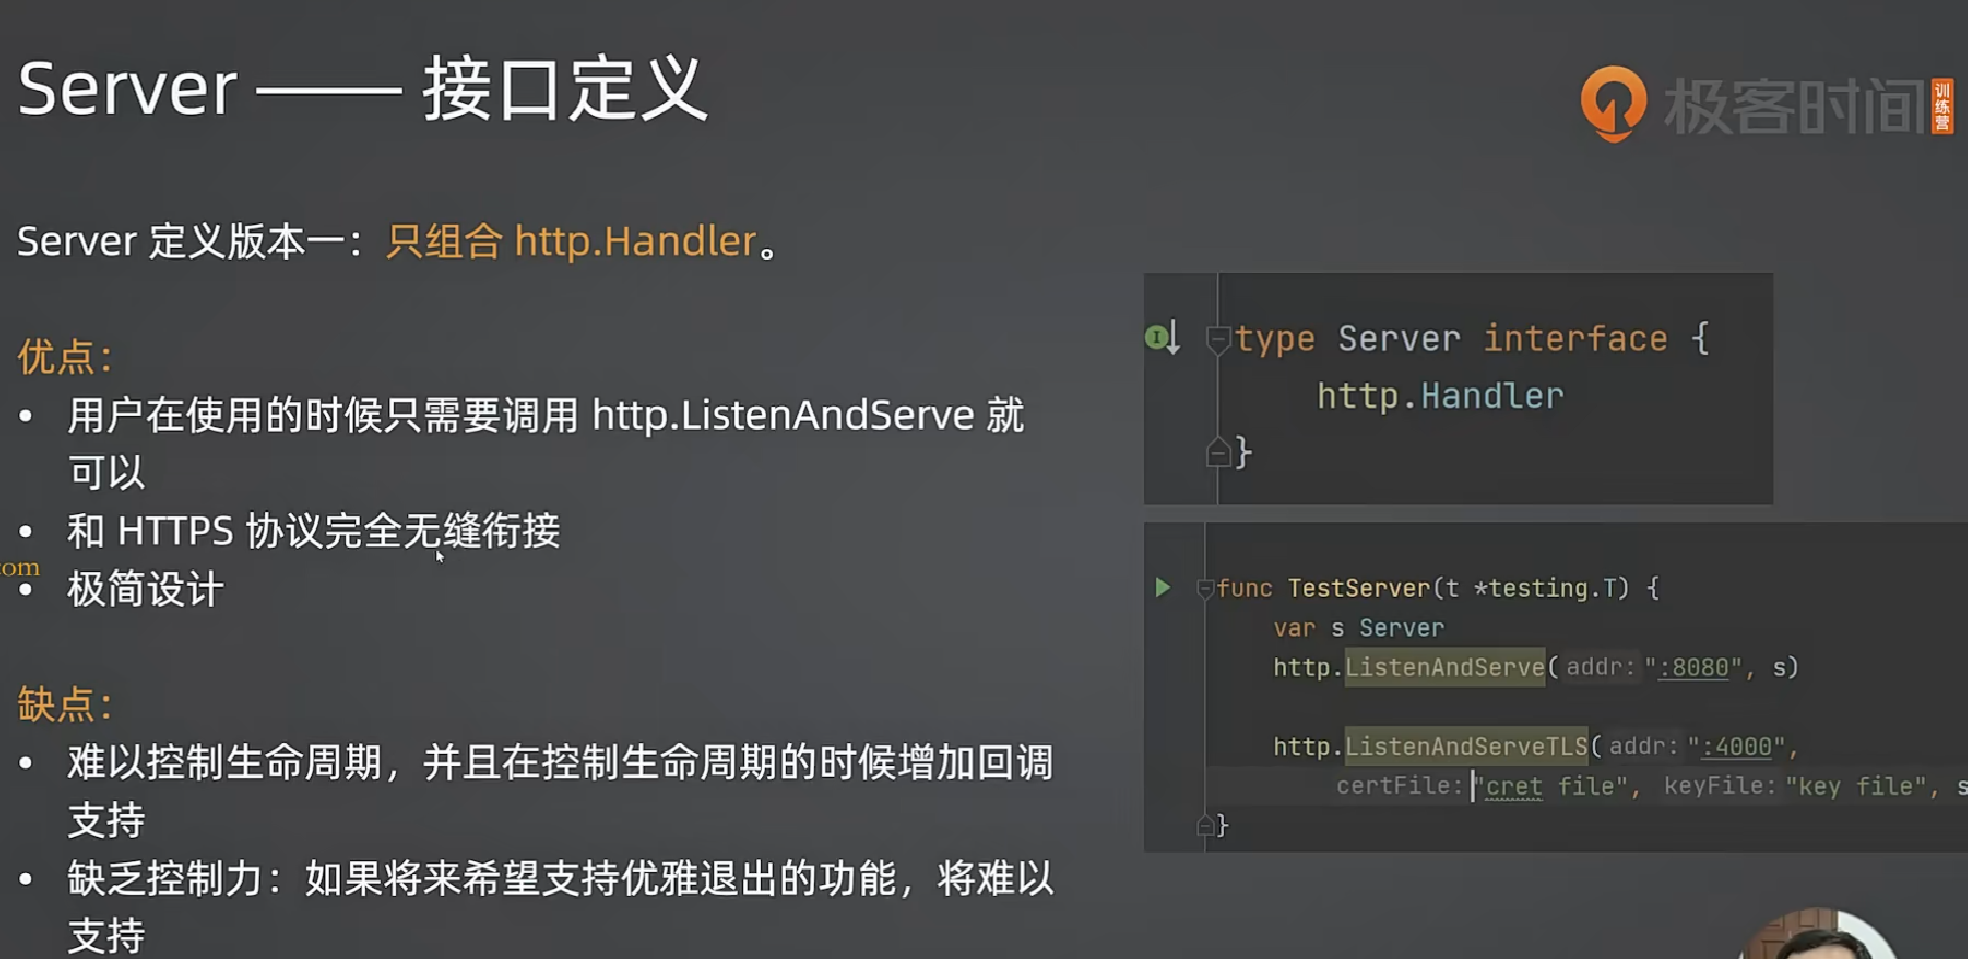 Server —— 接口定义
极客时间
训练营
Server 定义版本一：只组合 http.Handler。
优点：
• 用户在使用的时候只需要调用 http.ListenAndServe 就
可以
• 和 HTTPS 协议完全无缝衔接
• 极简设计
com
缺点：
• 难以控制生命周期，并且在控制生命周期的时候增加回调
支持
• 缺乏控制力：如果将来希望支持优雅退出的功能，将难以
支持
type Server interface {
http.Handler
}
func TestServer(t *testing.T) {
var s Server
http.ListenAndServe( addr: ":8080", s)
http.ListenAndServeTLS( addr: ":4000",
certFile: "cret file", keyFile: "key file", s
}